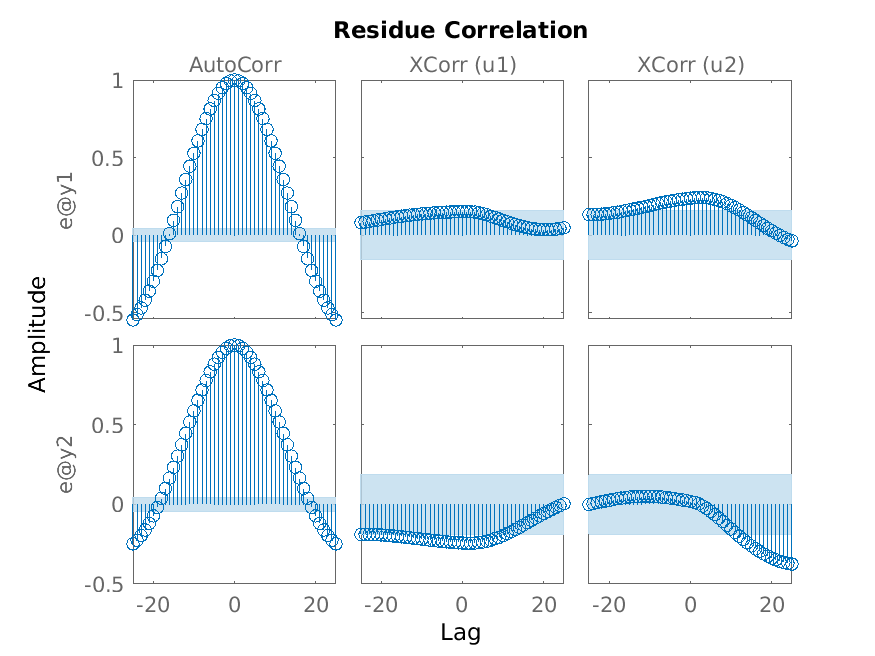 Residue Correlation
AutoCorr
XCorr (u1)
XCorr (u2)
1
0.5
0
-0.5
e@y1
1
0.5
0
-0.5
e@y2
Amplitude
-20 0 20
-20 0 20
-20 0 20
Lag